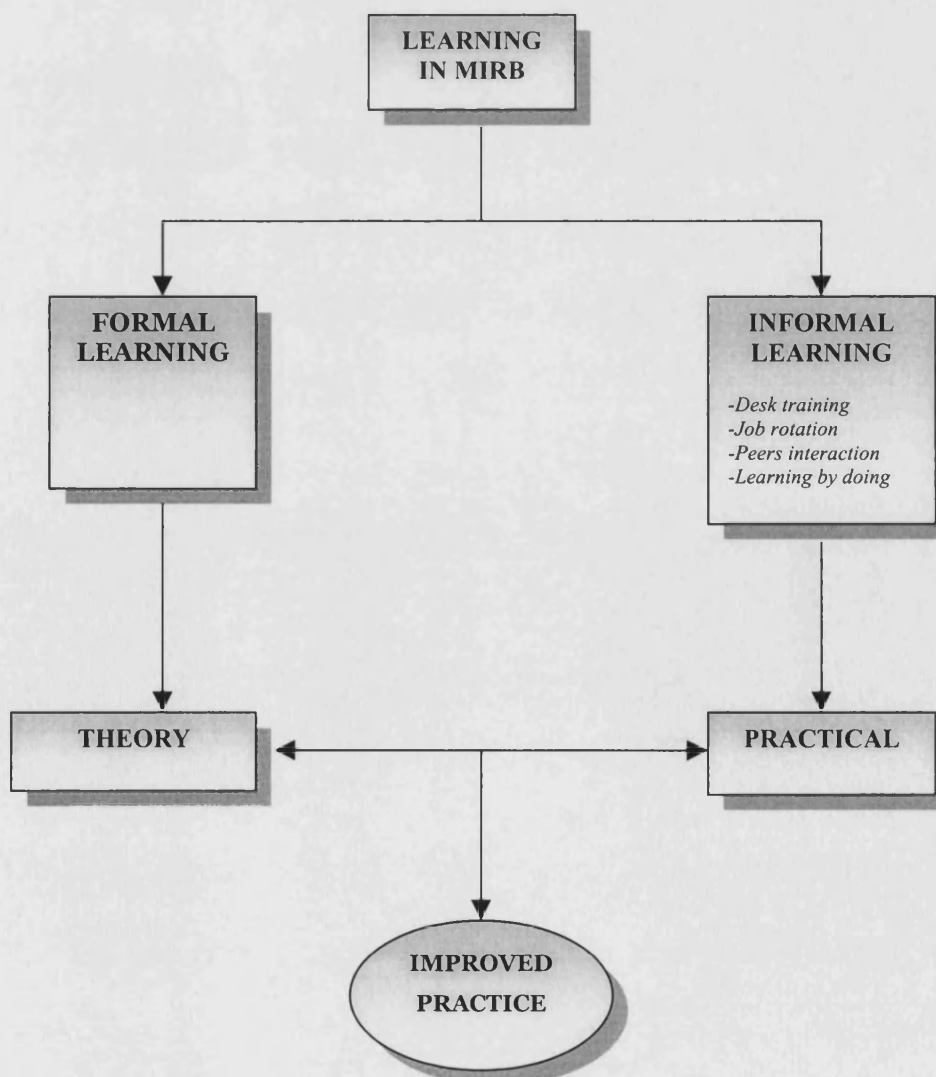 LEARNING
IN MIRB
FORMAL
LEARNING
INFORMAL
LEARNING
-Desk training
-Job rotation
-Peers interaction
-Learning by doing
THEORY
PRACTICAL
IMPROVED
PRACTICE